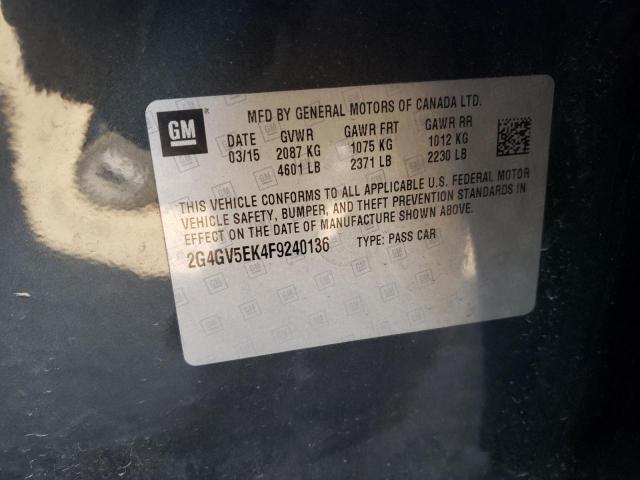 MFD BY GENERAL MOTORS OF CANADA LTD.
GM
DATE GVWR GAWR FRT GAWR RR
03/15 2087 KG 1075 KG 1012 KG
4601 LB 2371 LB 2230 LB
THIS VEHICLE CONFORMS TO ALL APPLICABLE U.S. FEDERAL MOTOR
VEHICLE SAFETY, BUMPER, AND THEFT PREVENTION STANDARDS IN
EFFECT ON THE DATE OF MANUFACTURE SHOWN ABOVE.
2G4GV5EK4F9240136 TYPE: PASS CAR